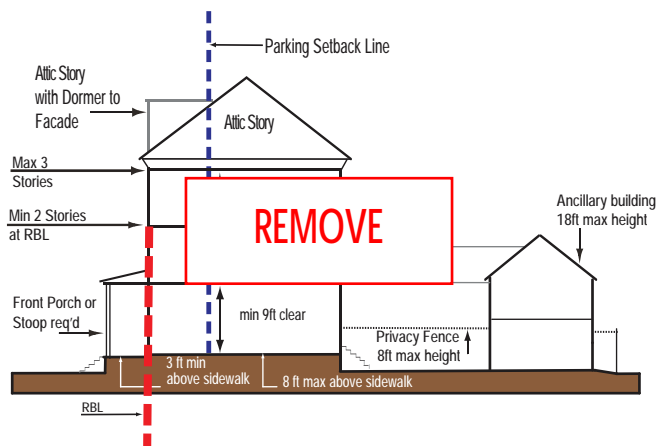 Parking Setback Line
Attic Story
with Dormer to
Facade
Attic Story
Max 3
Stories
Min 2 Stories
at RBL
REMOVE
Ancillary building
18ft max height
Front Porch or
Stoop req'd
min 9ft clear
Privacy Fence
8ft max height
3 ft min
above sidewalk
8 ft max above sidewalk
RBL